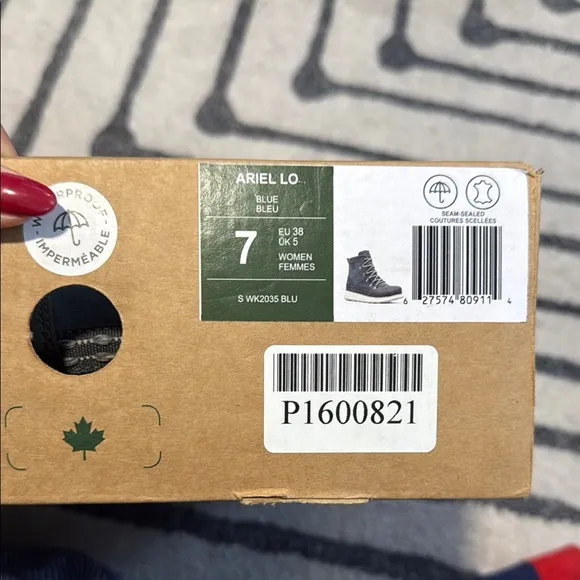 ARIEL LO
BLUE
BLEU
7
EU 38
UK 5
WOMEN
FEMMES
S WK2035 BLU
SEAM-SEALED
COUTURES SCELLÉES
6 27574 80911 4
-IMPERMÉABLE-
P1600821